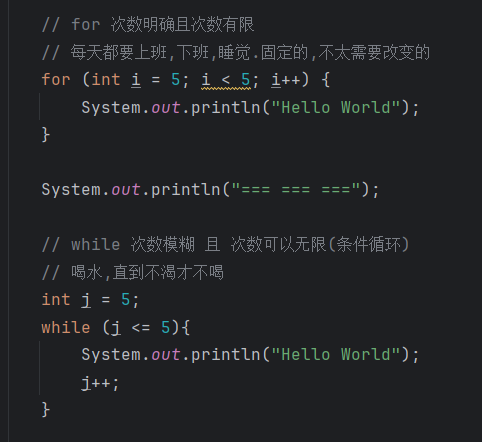 // for 次数明确且次数有限
// 每天都要上班,下班,睡觉.固定的,不太需要改变的
for (int i = 5; i < 5; i++) {
    System.out.println("Hello World");
}
System.out.println("=== === ===");
// while 次数模糊 且 次数可以无限(条件循环)
// 喝水,直到不渴才不喝
int j = 5;
while (j <= 5){
    System.out.println("Hello World");
    j++;
}